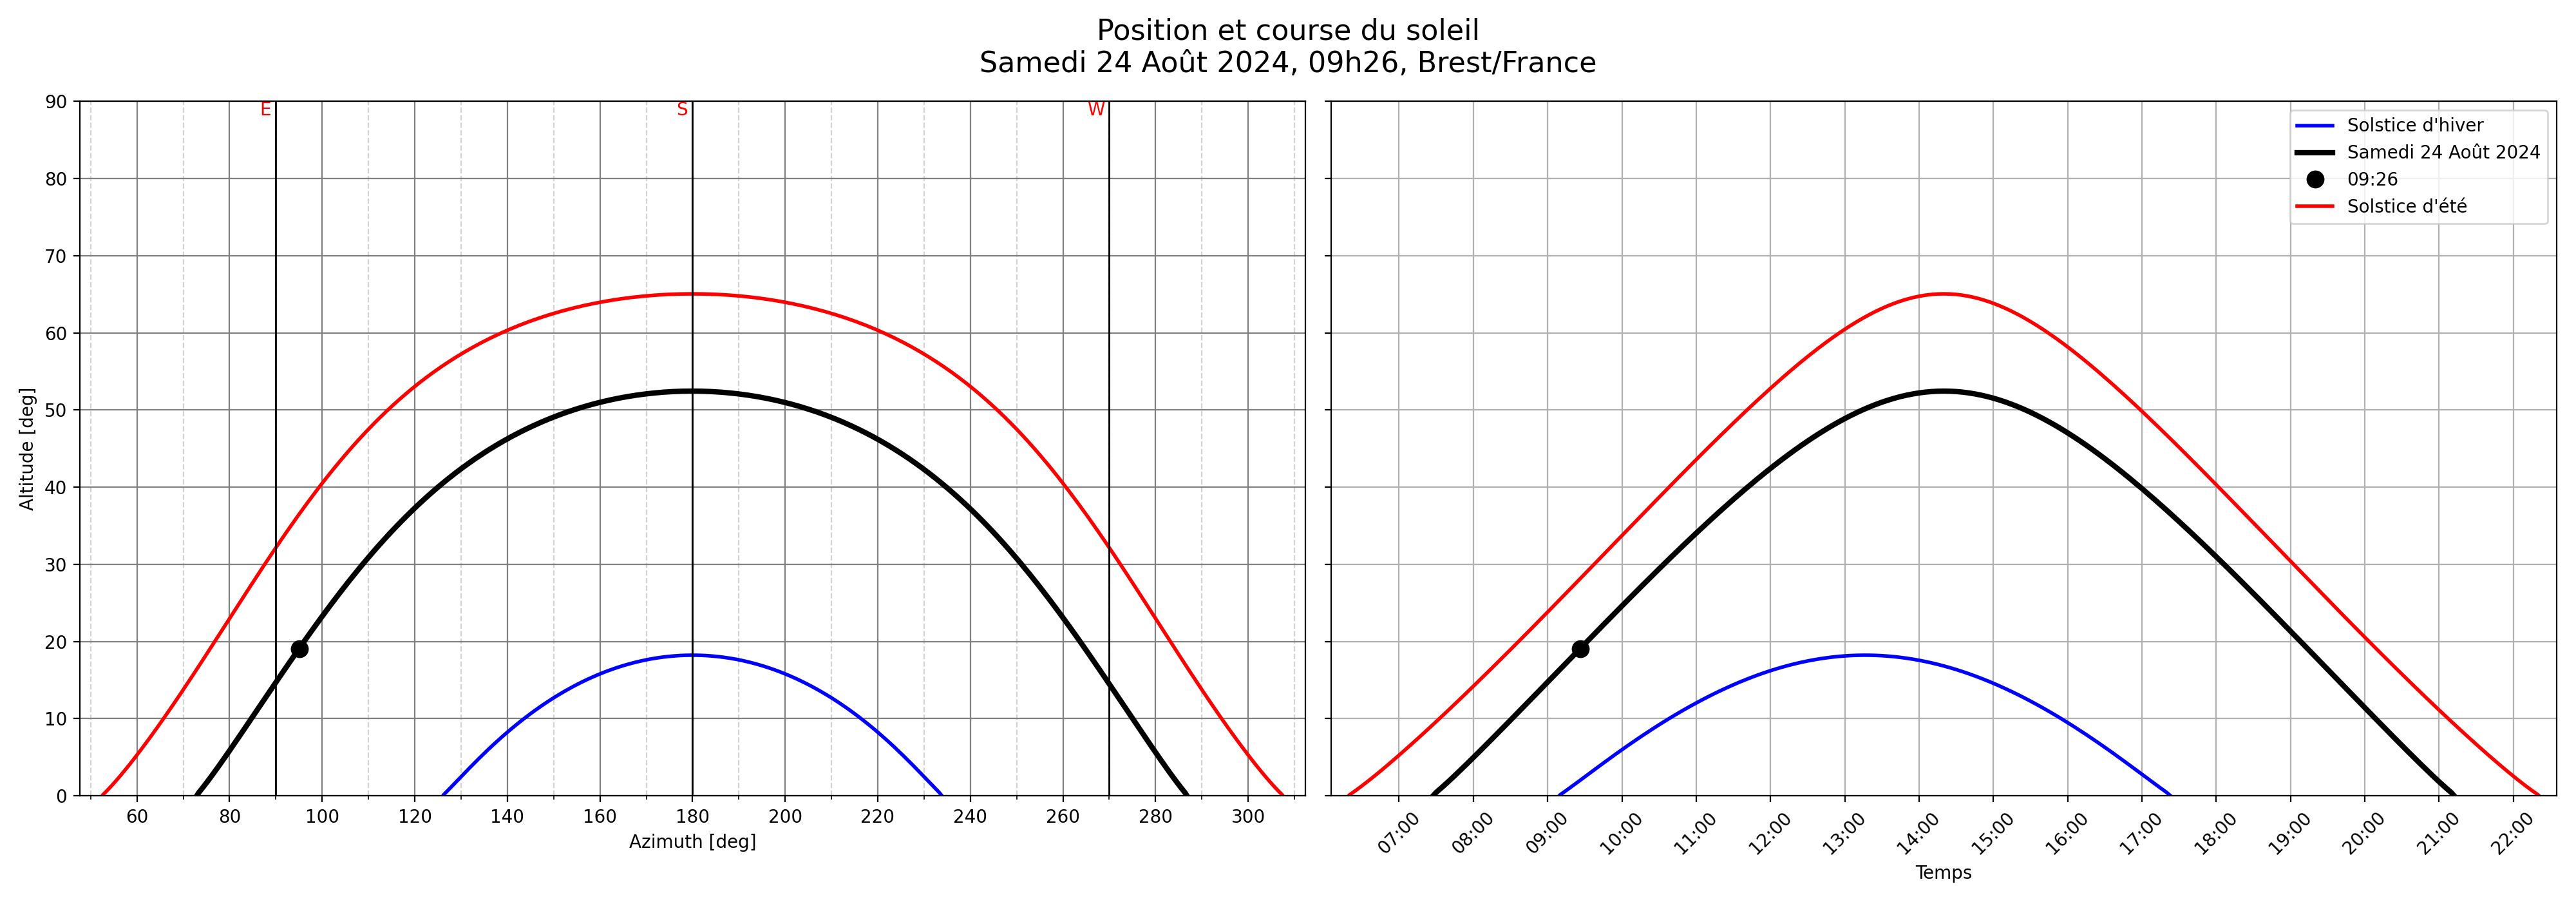 Position et course du soleil
Samedi 24 Août 2024, 09h26, Brest/France
E
S
W
90
80
70
60
50
40
30
20
10
0
Altitude [deg]
60 80 100 120 140 160 180 200 220 240 260 280 300
Azimuth [deg]
Solstice d'hiver
Samedi 24 Août 2024
09:26
Solstice d'été
07:00 08:00 09:00 10:00 11:00 12:00 13:00 14:00 15:00 16:00 17:00 18:00 19:00 20:00 21:00 22:00
Temps